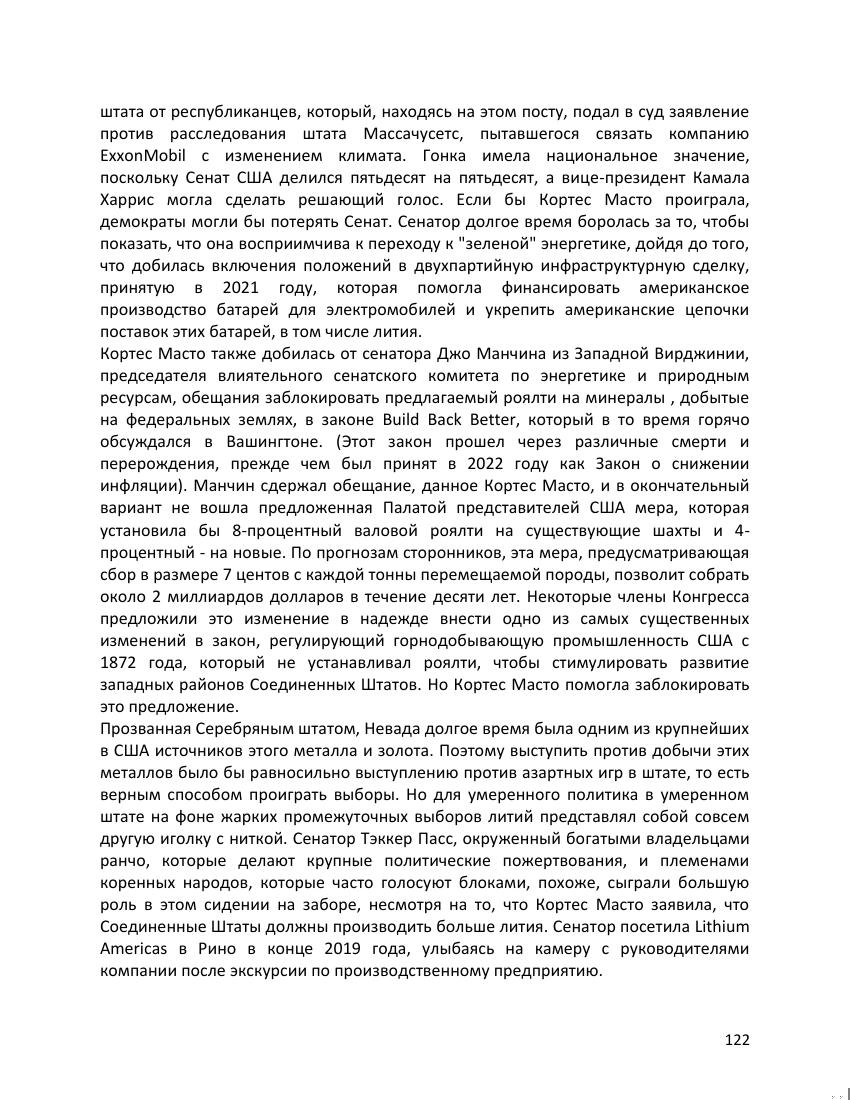 штата от республиканцев, который, находясь на этом посту, подал в суд заявление
против расследования штата Массачусетс, пытавшегося связать компанию
ExxonMobil с изменением климата. Гонка имела национальное значение,
поскольку Сенат США делился пятьдесят на пятьдесят, а вице-президент Камала
Харрис могла сделать решающий голос. Если бы Кортес Масто проиграла,
демократы могли бы потерять Сенат. Сенатор долгое время боролась за то, чтобы
показать, что она восприимчива к переходу к "зеленой" энергетике, дойдя до того,
что добилась включения положений в двухпартийную инфраструктурную сделку,
принятую в 2021 году, которая помогла финансировать американское
производство батарей для электромобилей и укрепить американские цепочки
поставок этих батарей, в том числе лития.
Кортес Масто также добилась от сенатора Джо Манчина из Западной Вирджинии,
председателя влиятельного сенатского комитета по энергетике и природным
ресурсам, обещания заблокировать предлагаемый роялти на минералы , добытые
на федеральных землях, в законе Build Back Better, который в то время горячо
обсуждался в Вашингтоне. (Этот закон прошел через различные смерти и
перерождения, прежде чем был принят в 2022 году как Закон о снижении
инфляции). Манчин сдержал обещание, данное Кортес Масто, и в окончательный
вариант не вошла предложенная Палатой представителей США мера, которая
установила бы 8-процентный валовой роялти на существующие шахты и 4-
процентный - на новые. По прогнозам сторонников, эта мера, предусматривающая
сбор в размере 7 центов с каждой тонны перемещаемой породы, позволит собрать
около 2 миллиардов долларов в течение десяти лет. Некоторые члены Конгресса
предложили это изменение в надежде внести одно из самых существенных
изменений в закон, регулирующий горнодобывающую промышленность США с
1872 года, который не устанавливал роялти, чтобы стимулировать развитие
западных районов Соединенных Штатов. Но Кортес Масто помогла заблокировать
это предложение.
Прозванная Серебряным штатом, Невада долгое время была одним из крупнейших
в США источников этого металла и золота. Поэтому выступить против добычи этих
металлов было бы равносильно выступлению против азартных игр в штате, то есть
верным способом проиграть выборы. Но для умеренного политика в умеренном
штате на фоне жарких промежуточных выборов литий представлял собой совсем
другую иголку с ниткой. Сенатор Тэккер Пасс, окруженный богатыми владельцами
ранчо, которые делают крупные политические пожертвования, и племенами
коренных народов, которые часто голосуют блоками, похоже, сыграли большую
роль в этом сидении на заборе, несмотря на то, что Кортес Масто заявила, что
Соединенные Штаты должны производить больше лития. Сенатор посетила Lithium
Americas в Рино в конце 2019 года, улыбаясь на камеру с руководителями
компании после экскурсии по производственному предприятию.
122